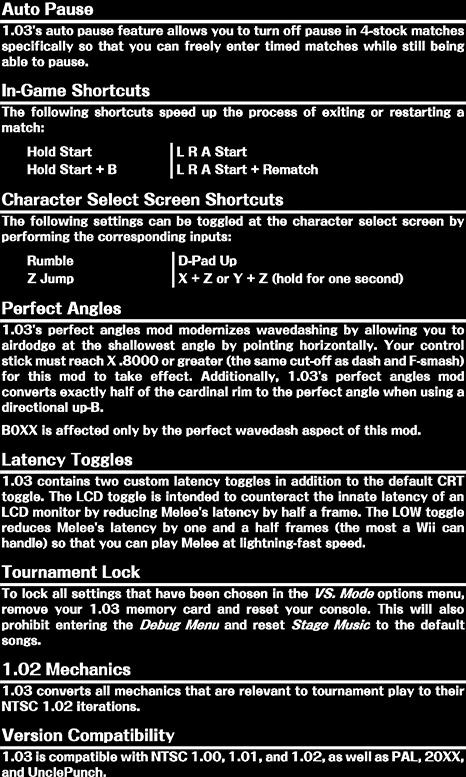 Auto Pause
1.03's auto pause feature allows you to turn off pause in 4-stock matches
specifically so that you can freely enter timed matches while still being
able to pause.
In-Game Shortcuts
The following shortcuts speed up the process of exiting or restarting a
match:
Hold Start L R A Start
Hold Start + B L R A Start + Rematch
Character Select Screen Shortcuts
The following settings can be toggled at the character select screen by
performing the corresponding inputs:
Rumble D-Pad Up
Z Jump X + Z or Y + Z (hold for one second)
Perfect Angles
1.03's perfect angles mod modernizes wavedashing by allowing you to
airdodge at the shallowest angle by pointing horizontally. Your control
stick must reach X .8000 or greater (the same cut-off as dash and F-smash)
for this mod to take effect. Additionally, 1.03's perfect angles mod
converts exactly half of the cardinal rim to the perfect angle when using a
directional up-B.
B0XX is affected only by the perfect wavedash aspect of this mod.
Latency Toggles
1.03 contains two custom latency toggles in addition to the default CRT
toggle. The LCD toggle is intended to counteract the innate latency of an
LCD monitor by reducing Melee's latency by half a frame. The LOW toggle
reduces Melee's latency by one and a half frames (the most a Wii can
handle) so that you can play Melee at lightning-fast speed.
Tournament Lock
To lock all settings that have been chosen in the VS. Mode options menu,
remove your 1.03 memory card and reset your console. This will also
prohibit entering the Debug Menu and reset Stage Music to the default
songs.
1.02 Mechanics
1.03 converts all mechanics that are relevant to tournament play to their
NTSC 1.02 iterations.
Version Compatibility
1.03 is compatible with NTSC 1.00, 1.01, and 1.02, as well as PAL, 20XX,
and UnclePunch.